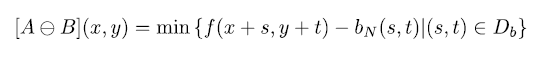 [A ⊖ B](x, y) = min {f(x + s, y + t) − b_N(s, t)|(s, t) ∈ D_b}